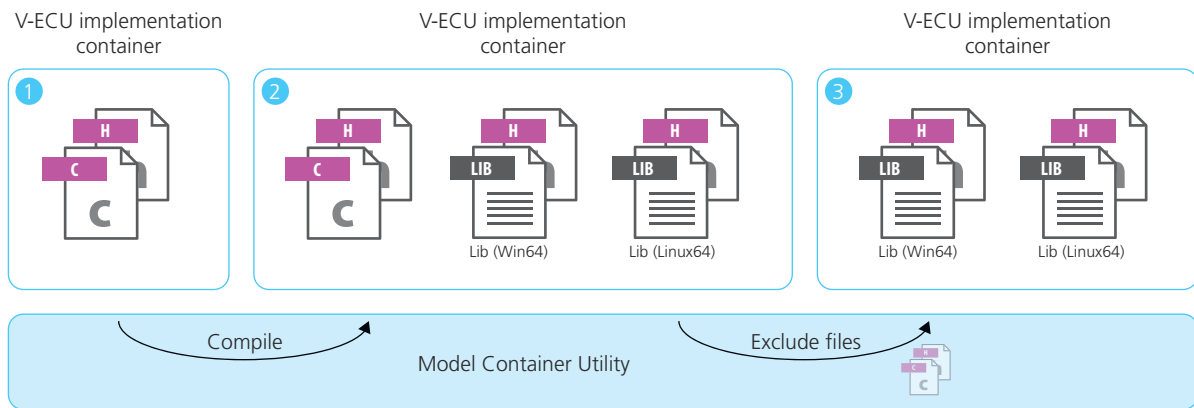 V-ECU implementation
container
V-ECU implementation
container
V-ECU implementation
container
1
2
3
H
C
C
H
C
C
H
LIB
Lib (Win64)
H
LIB
Lib (Linux64)
H
LIB
Lib (Win64)
H
LIB
Lib (Linux64)
Compile
Exclude files
Model Container Utility
H
C
C